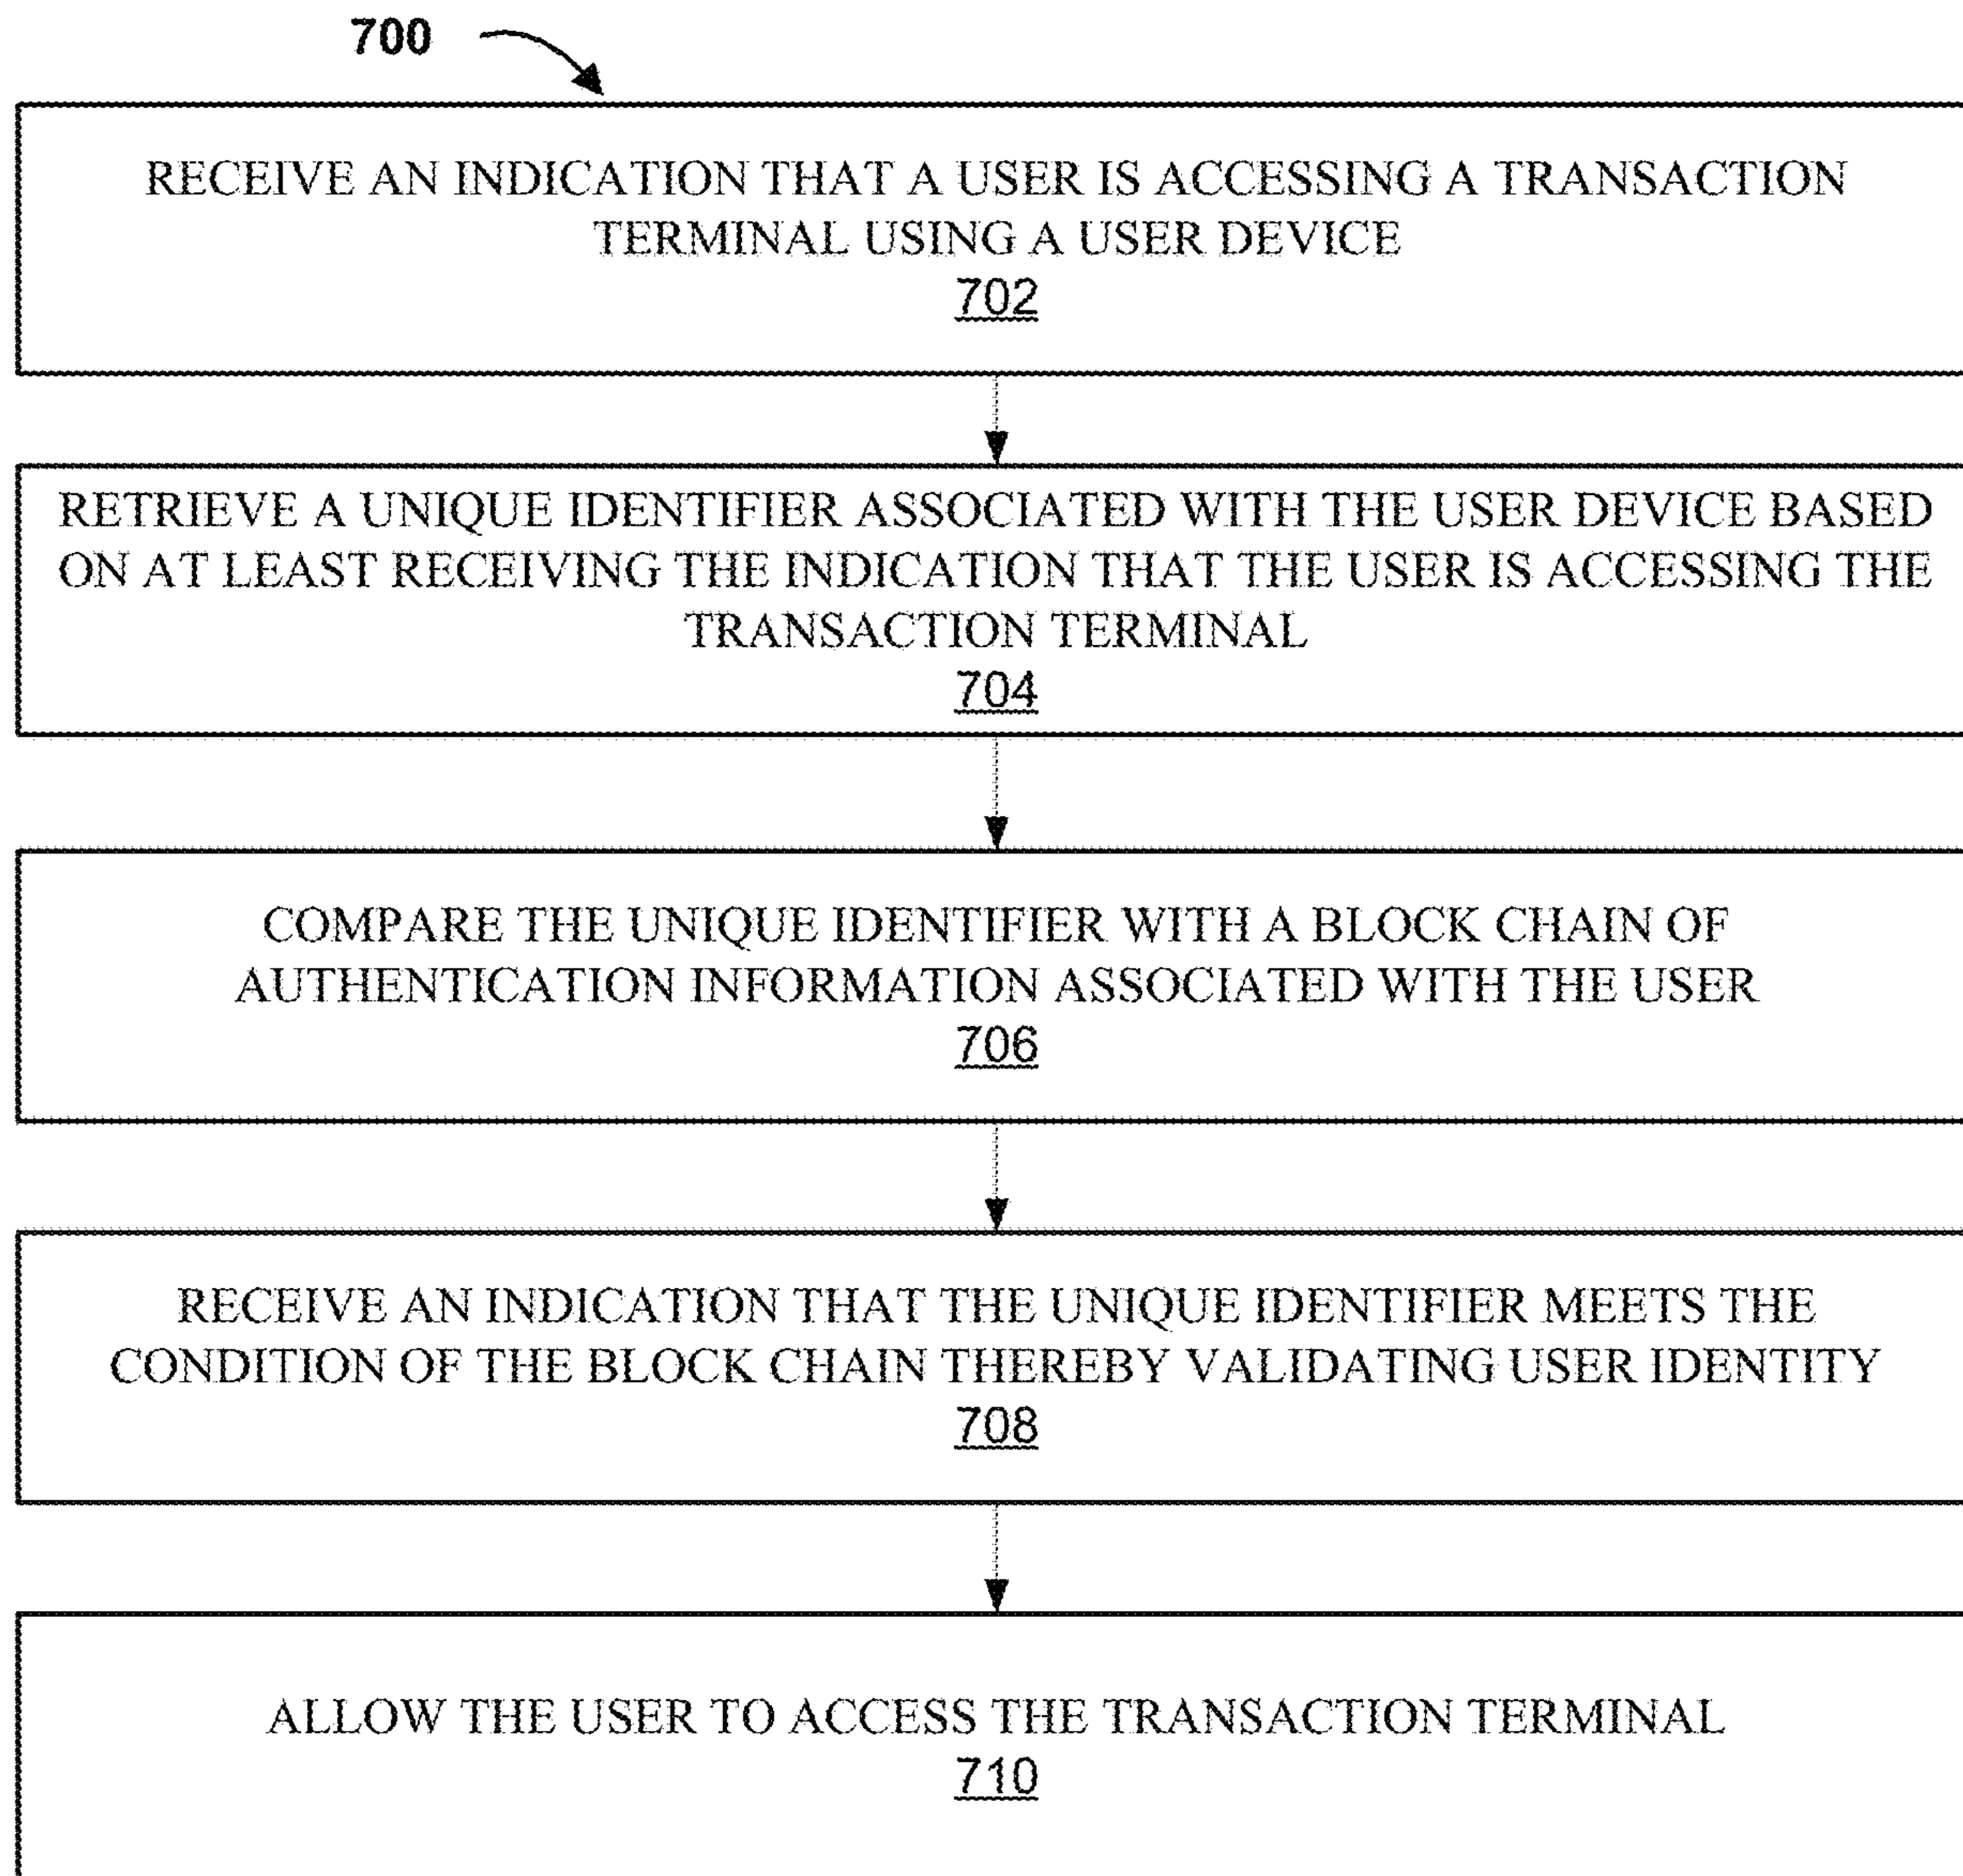 700
RECEIVE AN INDICATION THAT A USER IS ACCESSING A TRANSACTION
TERMINAL USING A USER DEVICE
702
RETRIEVE A UNIQUE IDENTIFIER ASSOCIATED WITH THE USER DEVICE BASED
ON AT LEAST RECEIVING THE INDICATION THAT THE USER IS ACCESSING THE
TRANSACTION TERMINAL
704
COMPARE THE UNIQUE IDENTIFIER WITH A BLOCK CHAIN OF
AUTHENTICATION INFORMATION ASSOCIATED WITH THE USER
706
RECEIVE AN INDICATION THAT THE UNIQUE IDENTIFIER MEETS THE
CONDITION OF THE BLOCK CHAIN THEREBY VALIDATING USER IDENTITY
708
ALLOW THE USER TO ACCESS THE TRANSACTION TERMINAL
710